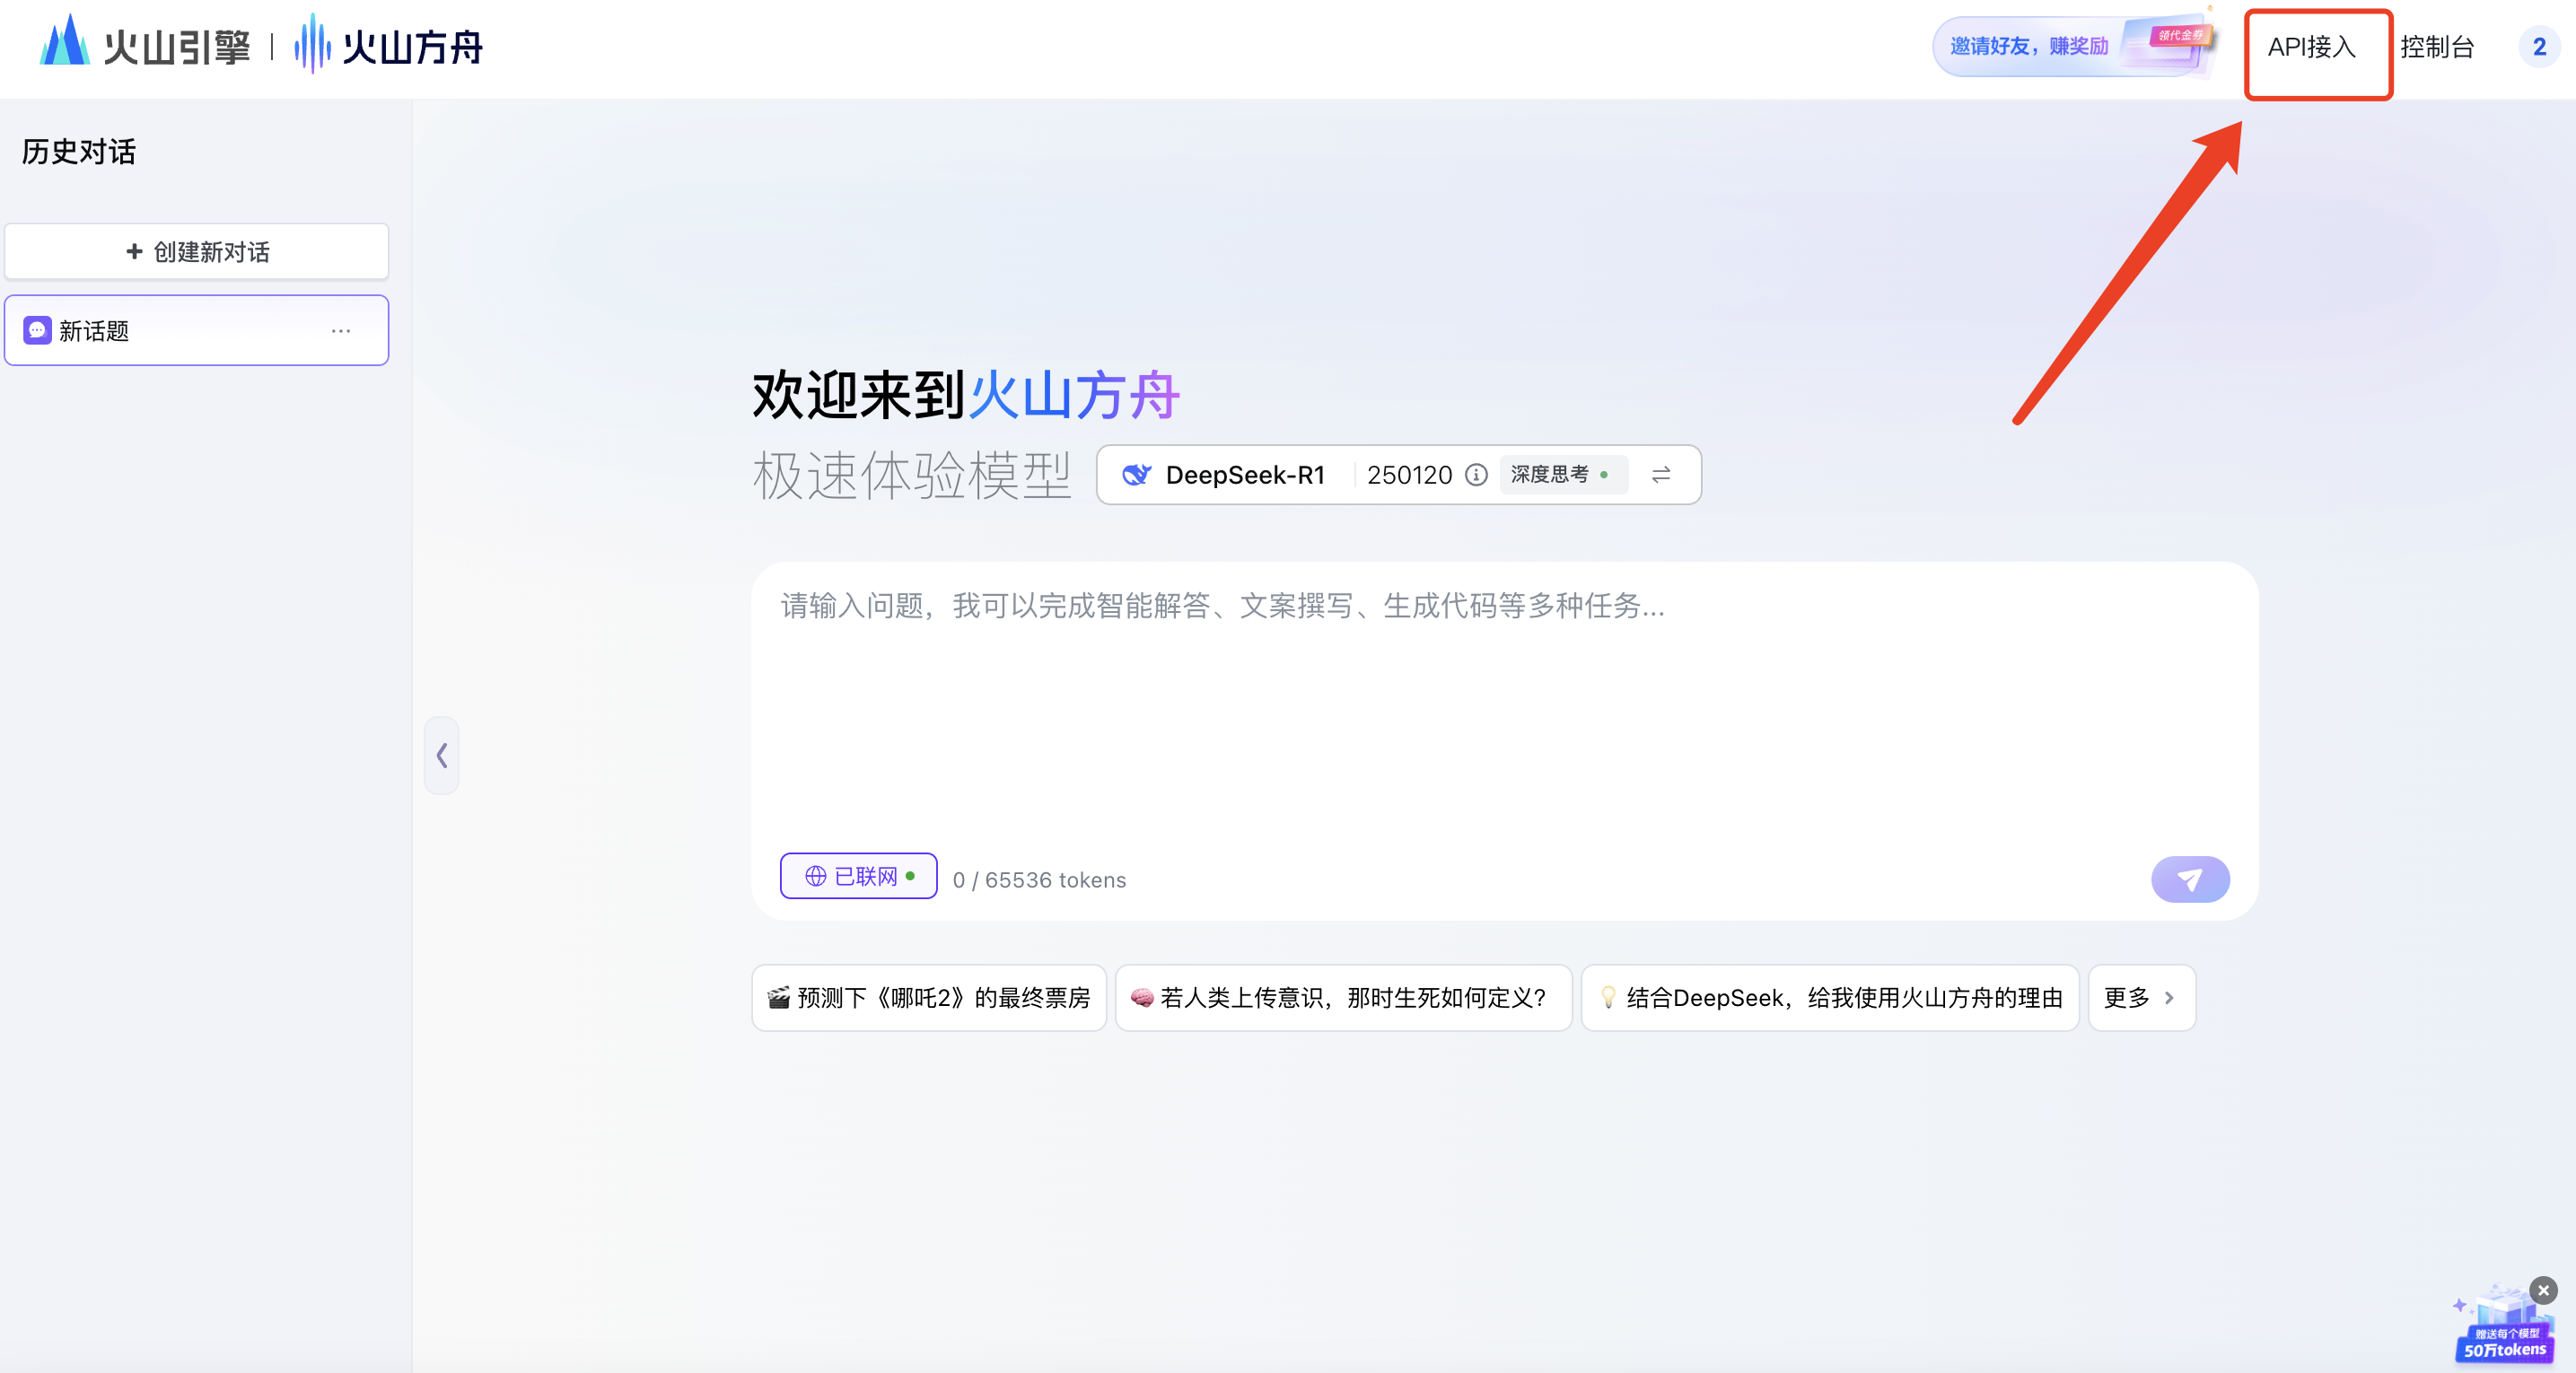 火山引擎 | 火山方舟
邀请好友，赚奖励
领代金券
API接入
控制台
2
历史对话
+ 创建新对话
新话题
...
欢迎来到火山方舟
极速体验模型
DeepSeek-R1
250120
深度思考
请输入问题，我可以完成智能解答、文案撰写、生成代码等多种任务...
已联网
0 / 65536 tokens
预测下《哪吒2》的最终票房
若人类上传意识，那时生死如何定义？
结合DeepSeek，给我使用火山方舟的理由
更多
赠送每个模型
50万tokens